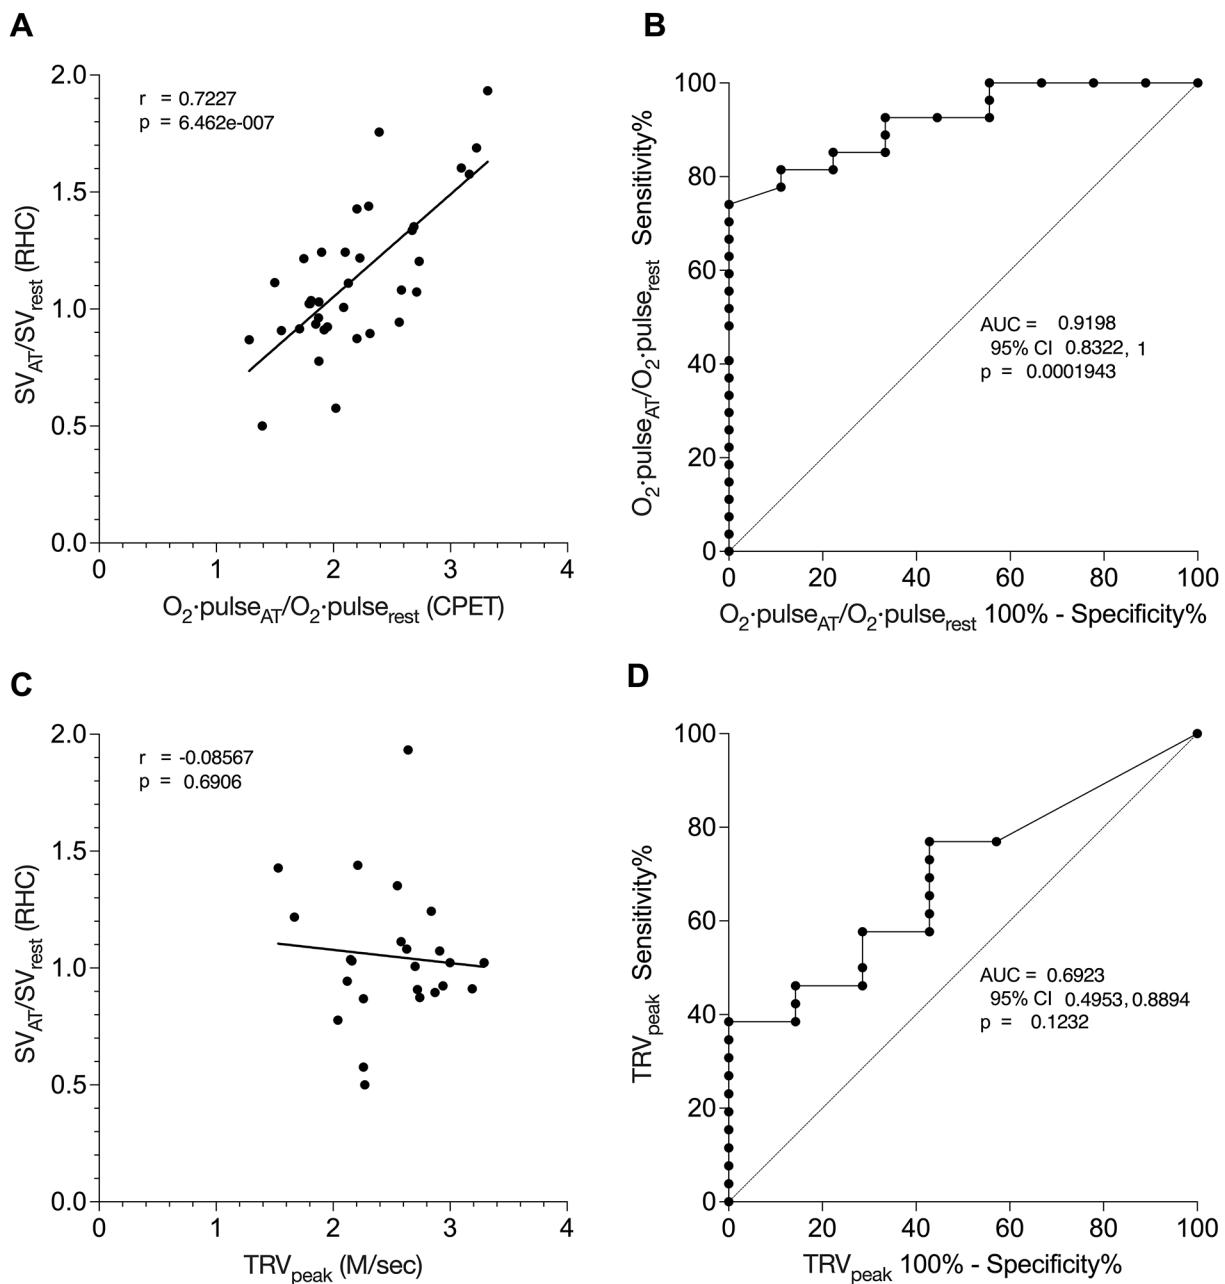 A
2.0
1.5
1.0
0.5
0.0
0 1 2 3 4
SV_AT/SV_rest (RHC)
O₂·pulse_AT/O₂·pulse_rest (CPET)
r = 0.7227
p = 6.462e-007
B
100
80
60
40
20
0
0 20 40 60 80 100
O₂·pulse_AT/O₂·pulse_rest Sensitivity%
O₂·pulse_AT/O₂·pulse_rest 100% - Specificity%
AUC = 0.9198
95% CI 0.8322, 1
p = 0.0001943
C
2.0
1.5
1.0
0.5
0.0
0 1 2 3 4
SV_AT/SV_rest (RHC)
TRV_peak (M/sec)
r = -0.08567
p = 0.6906
D
100
80
60
40
20
0
0 20 40 60 80 100
TRV_peak Sensitivity%
TRV_peak 100% - Specificity%
AUC = 0.6923
95% CI 0.4953, 0.8894
p = 0.1232